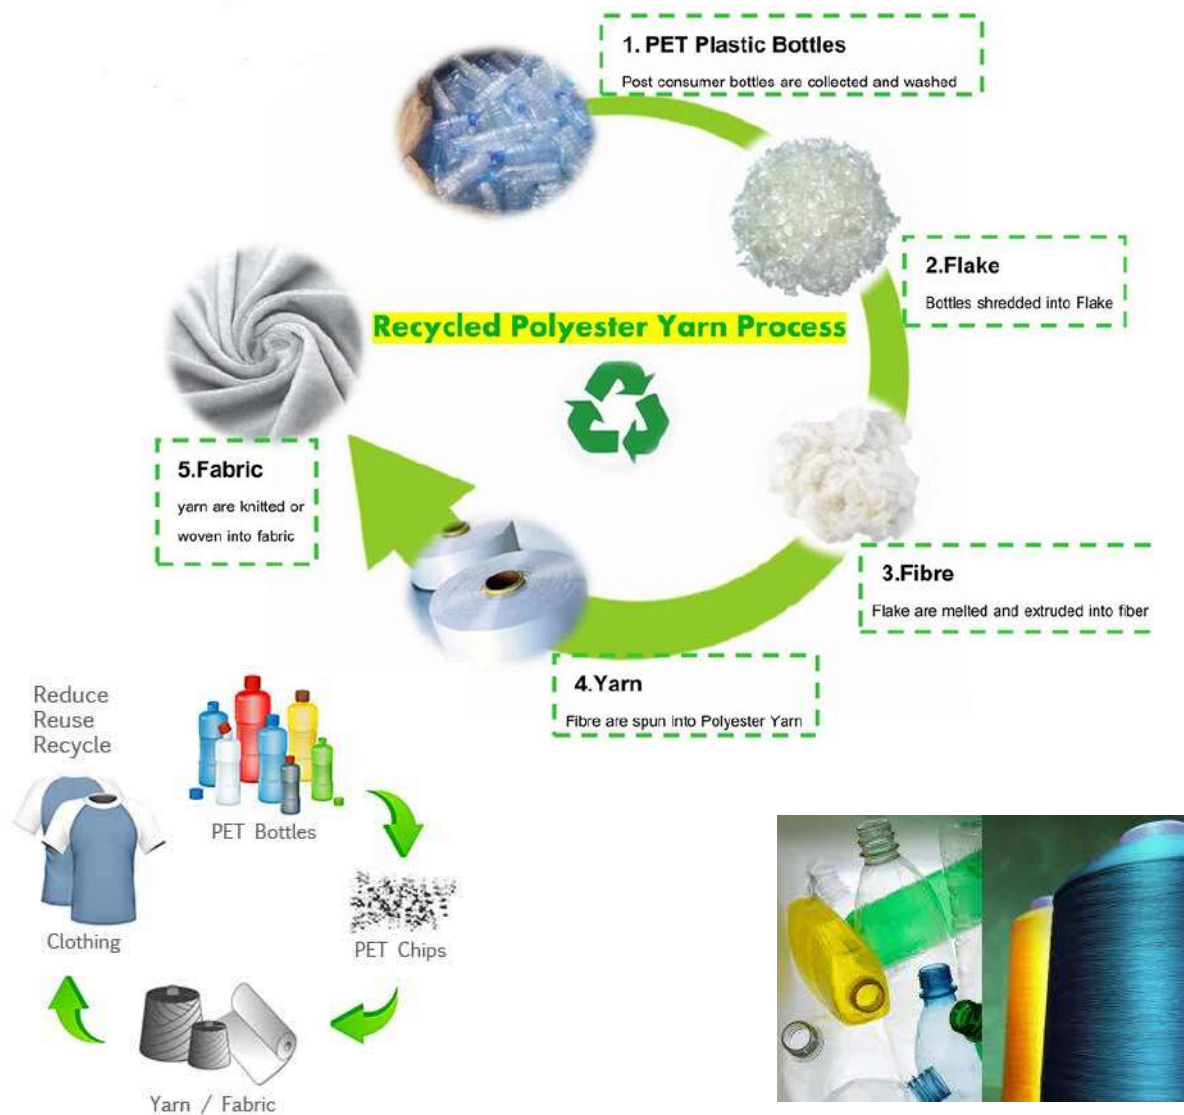 1. PET Plastic Bottles
Post consumer bottles are collected and washed
2.Flake
Bottles shredded into Flake
Recycled Polyester Yarn Process
5.Fabric
yarn are knitted or
woven into fabric
3.Fibre
Flake are melted and extruded into fiber
4.Yarn
Fibre are spun into Polyester Yarn
Reduce
Reuse
Recycle
PET Bottles
Clothing
PET Chips
Yarn / Fabric